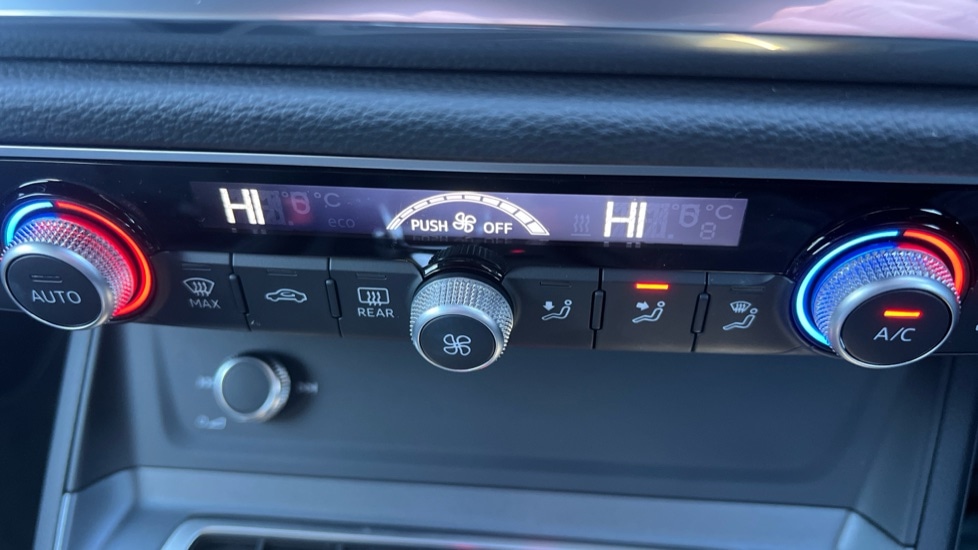 HI °C eco
PUSH OFF
HI °C
AUTO
MAX
REAR
A/C